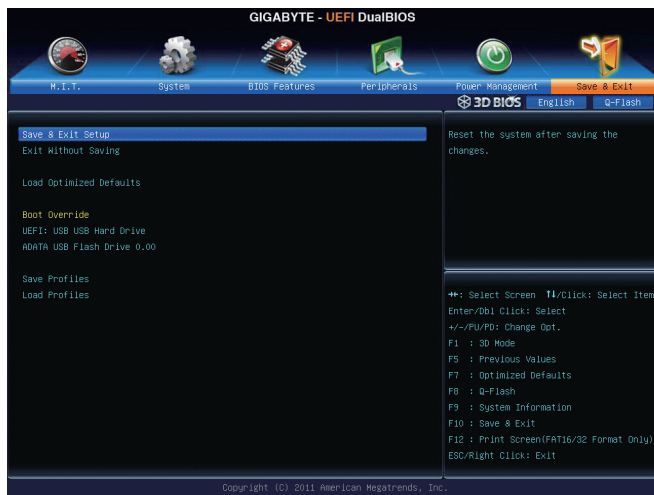 GIGABYTE - UEFI DualBIOS
M.I.T.
System
BIOS Features
Peripherals
Power Management
Save & Exit
3D BIOS
English
Q-Flash
Save & Exit Setup
Exit Without Saving
Load Optimized Defaults
Boot Override
UEFI: USB USB Hard Drive
ADATA USB Flash Drive 0.00
Save Profiles
Load Profiles
Reset the system after saving the
changes.
→←: Select Screen ↑↓/Click: Select Item
Enter/Dbl Click: Select
+/-/PU/PD: Change Opt.
F1 : 3D Mode
F5 : Previous Values
F7 : Optimized Defaults
F8 : Q-Flash
F9 : System Information
F10 : Save & Exit
F12 : Print Screen(FAT16/32 Format Only)
ESC/Right Click: Exit
Copyright (C) 2011 American Megatrends, Inc.